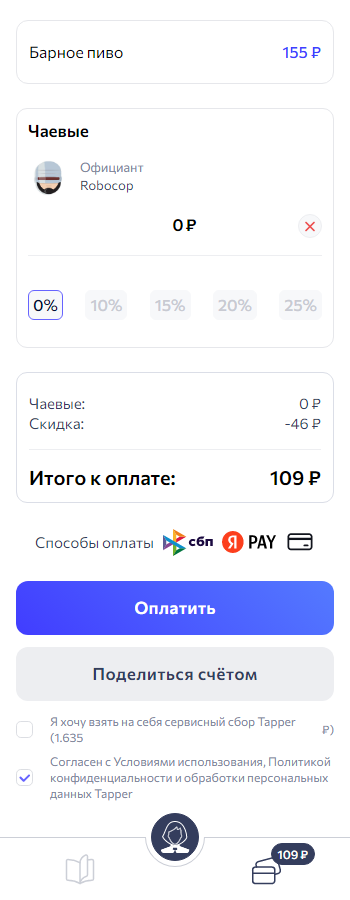 Барное пиво 155 ₽
Чаевые
Официант
Robocop
0 ₽
0% 10% 15% 20% 25%
Чаевые: 0 ₽
Скидка: -46 ₽
Итого к оплате: 109 ₽
Способы оплаты сбп Я PAY
Оплатить
Поделиться счётом
Я хочу взять на себя сервисный сбор Tapper
(1.635 ₽)
Согласен с Условиями использования, Политикой
конфиденциальности и обработки персональных
данных Tapper
109 ₽